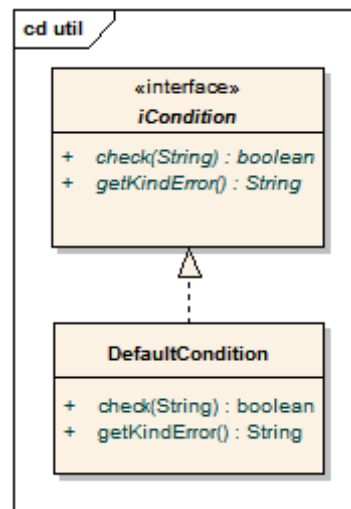 cd util
«interface»
iCondition
+ check(String) : boolean
+ getKindError() : String
DefaultCondition
+ check(String) : boolean
+ getKindError() : String